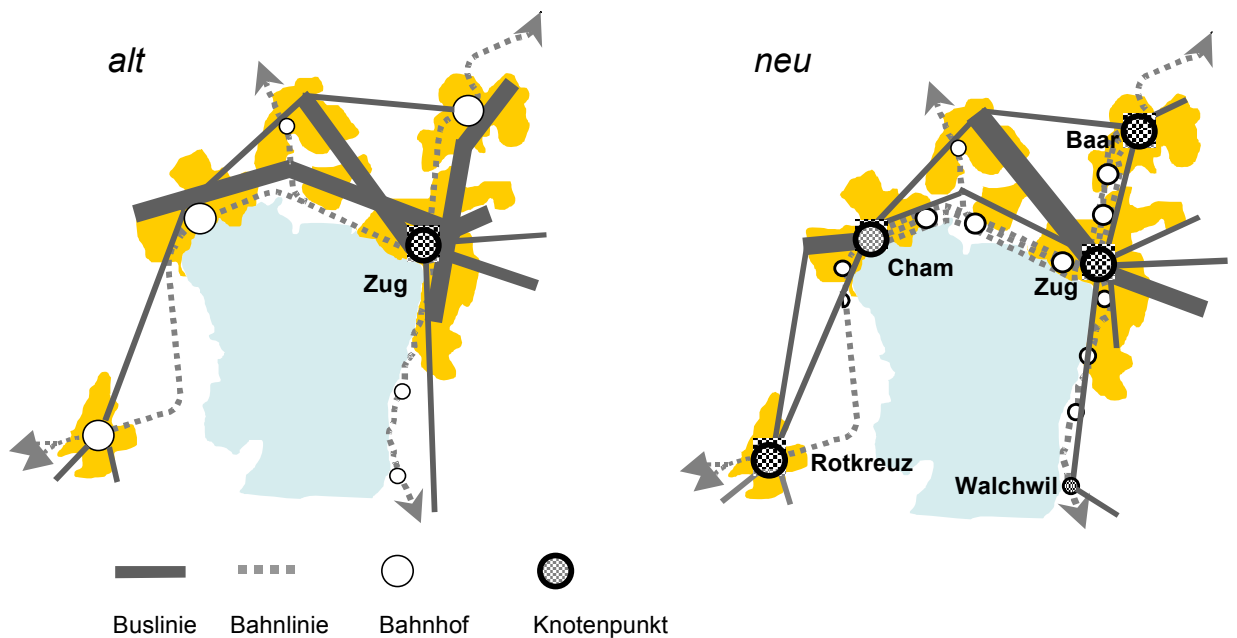 alt
Zug
neu
Baar
Cham
Zug
Rotkreuz
Walchwil
Buslinie Bahnlinie Bahnhof Knotenpunkt